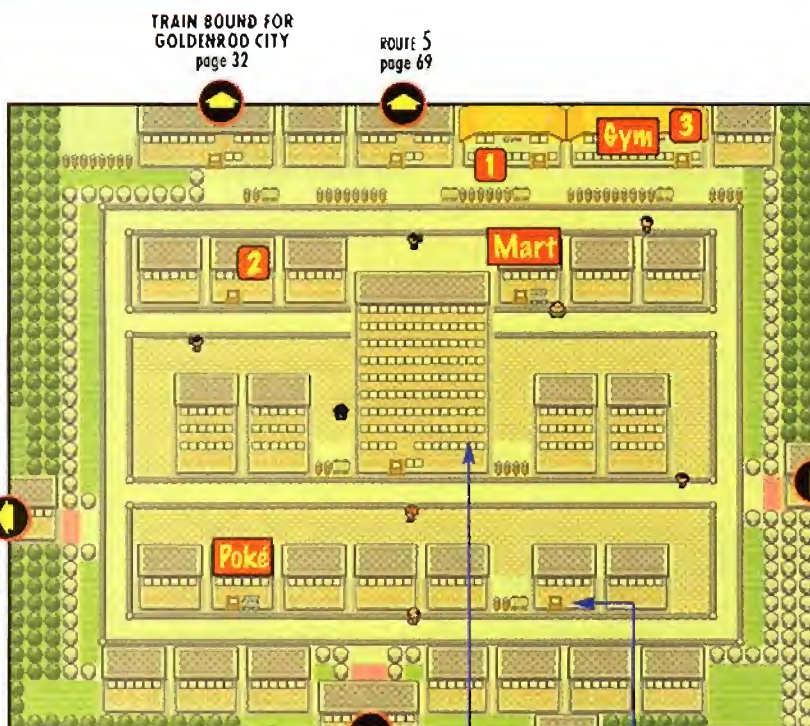 TRAIN BOUND FOR
GOLDENROD CITY
page 32
ROUTE 5
page 69
Gym
3
1
Mart
2
Poké